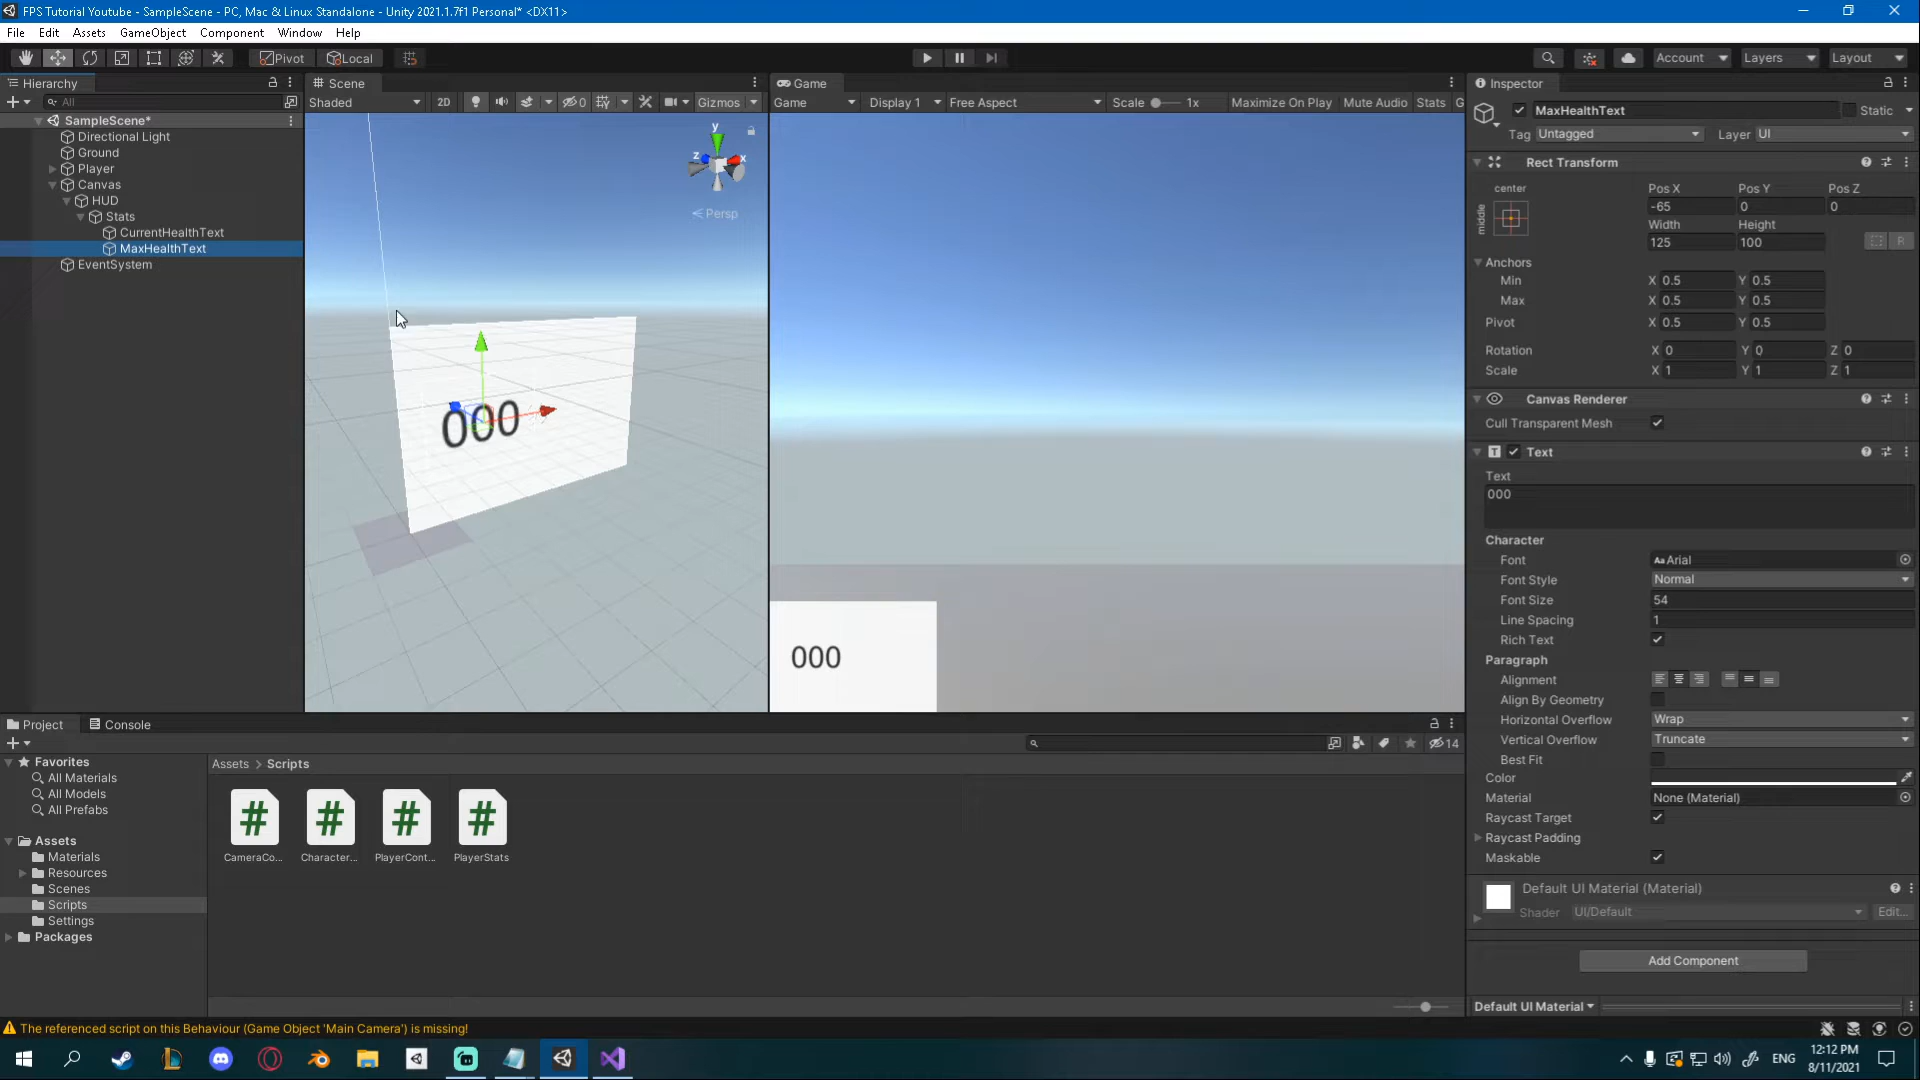 FPS Tutorial Youtube - SampleScene - PC, Mac & Linux Standalone - Unity 2021.1.7f1 Personal* <DX11>
File Edit Assets GameObject Component Window Help
Pivot Local Account Layers Layout
Hierarchy
All
SampleScene*
Directional Light
Ground
Player
Canvas
HUD
Stats
CurrentHealthText
MaxHealthText
EventSystem
Scene
Shaded 2D 0 Gizmos
y
z x
Persp
000
Game
Game Display 1 Free Aspect Scale 1x Maximize On Play Mute Audio Stats G
000
Inspector
MaxHealthText Static
Tag Untagged Layer UI
Rect Transform
center
middle
Pos X Pos Y Pos Z
-65 0 0
Width Height
125 100
R
Anchors
Min X 0.5 Y 0.5
Max X 0.5 Y 0.5
Pivot X 0.5 Y 0.5
Rotation X 0 Y 0 Z 0
Scale X 1 Y 1 Z 1
Canvas Renderer
Cull Transparent Mesh
T Text
Text
000
Character
Font Aa Arial
Font Style Normal
Font Size 54
Line Spacing 1
Rich Text
Paragraph
Alignment
Align By Geometry
Horizontal Overflow Wrap
Vertical Overflow Truncate
Best Fit
Color
Material None (Material)
Raycast Target
Raycast Padding
Maskable
Default UI Material (Material)
Shader UI/Default Edit...
Add Component
Default UI Material
Project Console
14
Favorites
All Materials
All Models
All Prefabs
Assets
Materials
Resources
Scenes
Scripts
Settings
Packages
Assets > Scripts
# # # #
CameraCo... Character... PlayerCont... PlayerStats
The referenced script on this Behaviour (Game Object 'Main Camera') is missing!
ENG
12:12 PM
8/11/2021